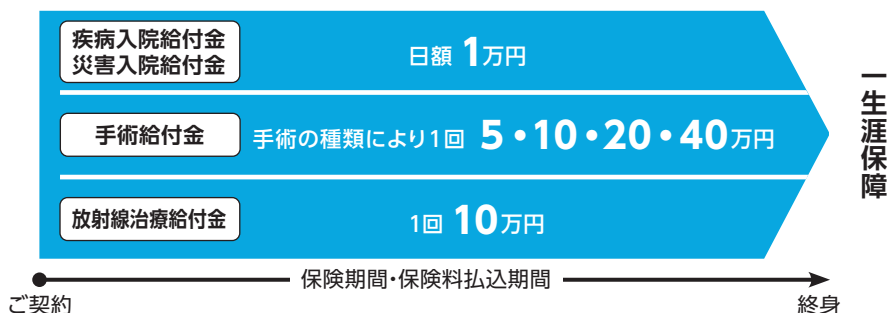 疾病入院給付金
災害入院給付金
日額 1万円
手術給付金
手術の種類により1回 5・10・20・40万円
放射線治療給付金
1回 10万円
一生涯保障
保険期間・保険料払込期間
ご契約
終身